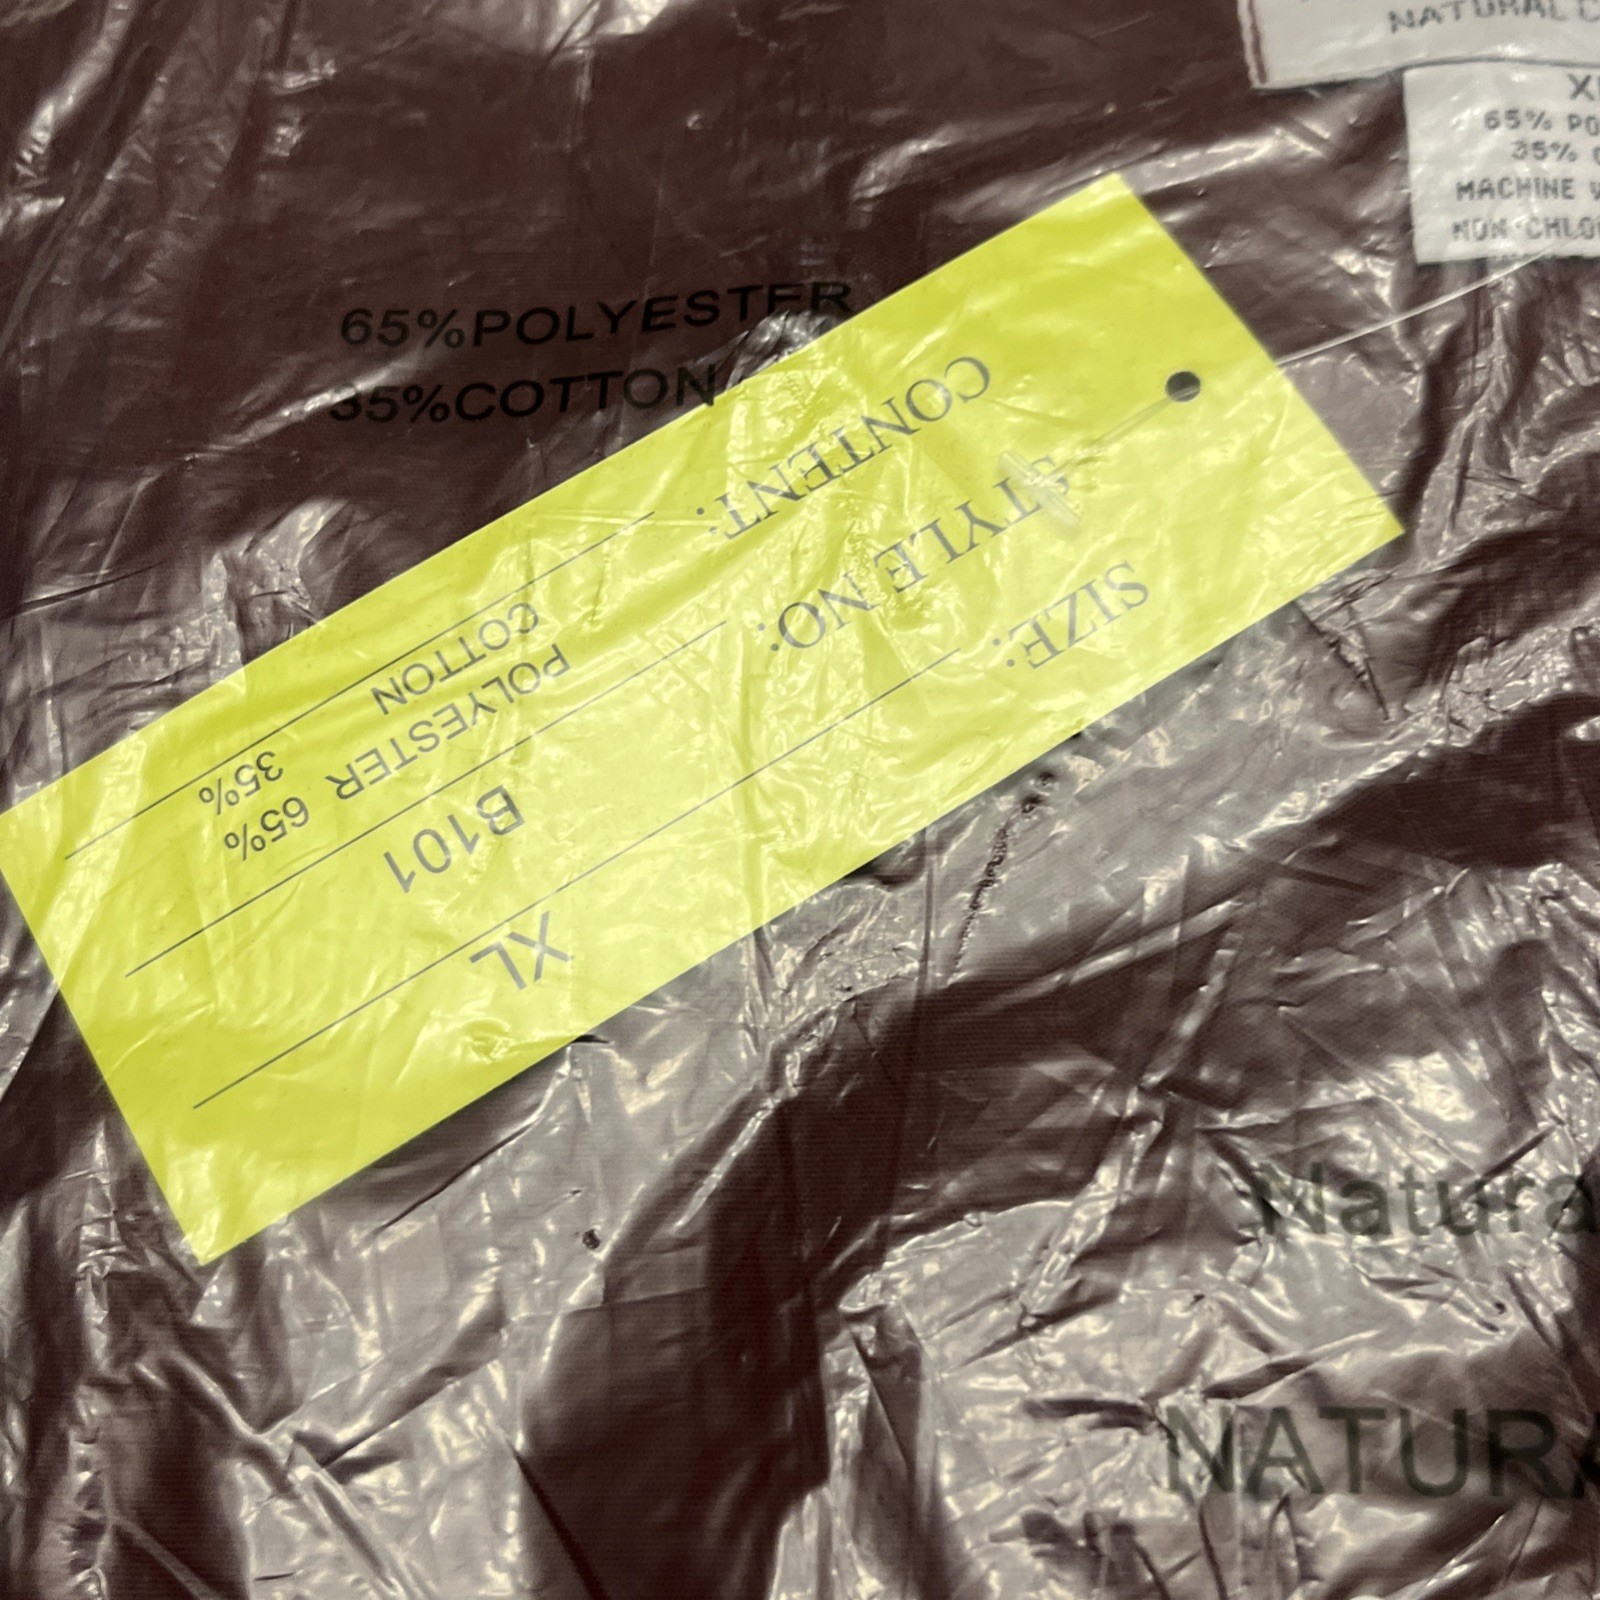 NATURAL C
65% PO
35%
MACHINE
NON-CHLO
65%POLYESTER
35%COTTON
SIZE: XL
STYLE NO: B101
CONTENT: POLYESTER 65%
COTTON 35%
Natura
NATURA